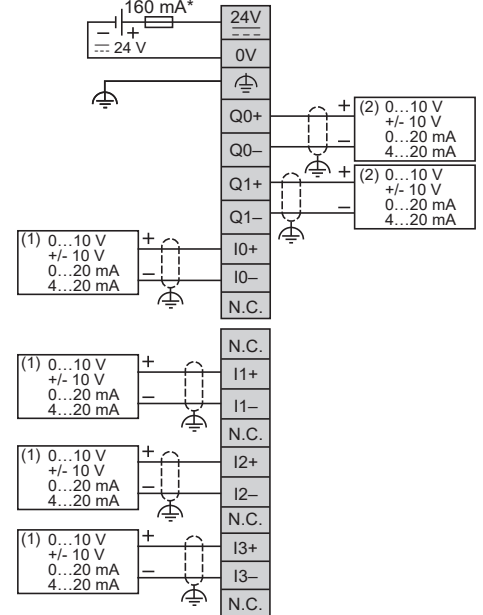 160 mA*
– +
24 V
24V
0V
Q0+
Q0–
Q1+
Q1–
I0+
I0–
N.C.
+
–
(2) 0...10 V
+/- 10 V
0...20 mA
4...20 mA
+
–
(2) 0...10 V
+/- 10 V
0...20 mA
4...20 mA
(1) 0...10 V
+/- 10 V
0...20 mA
4...20 mA
+
–
N.C.
I1+
I1–
N.C.
I2+
I2–
N.C.
I3+
I3–
N.C.
(1) 0...10 V
+/- 10 V
0...20 mA
4...20 mA
+
–
(1) 0...10 V
+/- 10 V
0...20 mA
4...20 mA
+
–
(1) 0...10 V
+/- 10 V
0...20 mA
4...20 mA
+
–